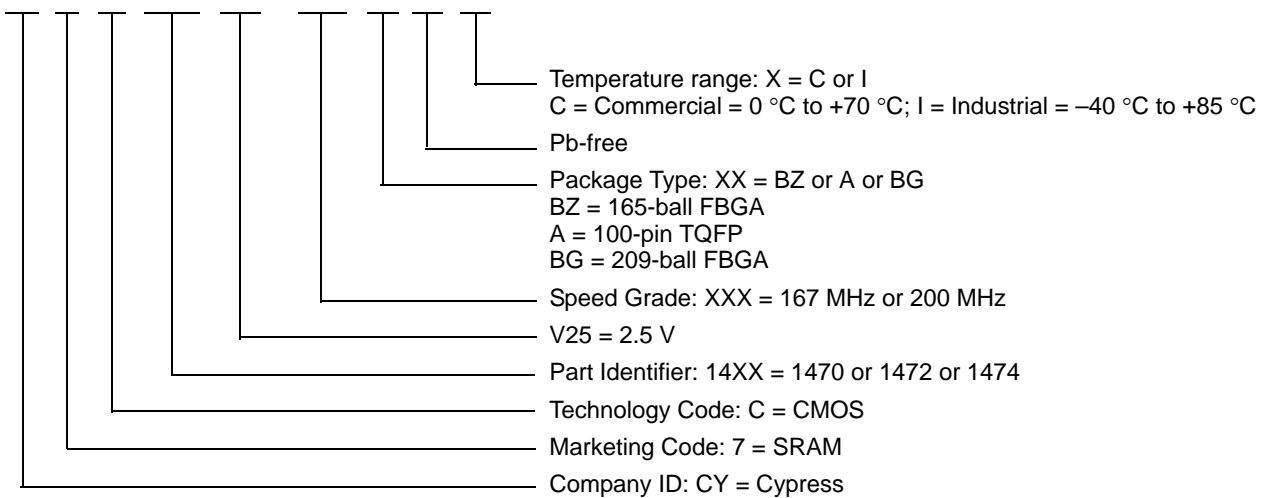 Temperature range: X = C or I
C = Commercial = 0 °C to +70 °C; I = Industrial = –40 °C to +85 °C
Pb-free
Package Type: XX = BZ or A or BG
BZ = 165-ball FBGA
A = 100-pin TQFP
BG = 209-ball FBGA
Speed Grade: XXX = 167 MHz or 200 MHz
V25 = 2.5 V
Part Identifier: 14XX = 1470 or 1472 or 1474
Technology Code: C = CMOS
Marketing Code: 7 = SRAM
Company ID: CY = Cypress